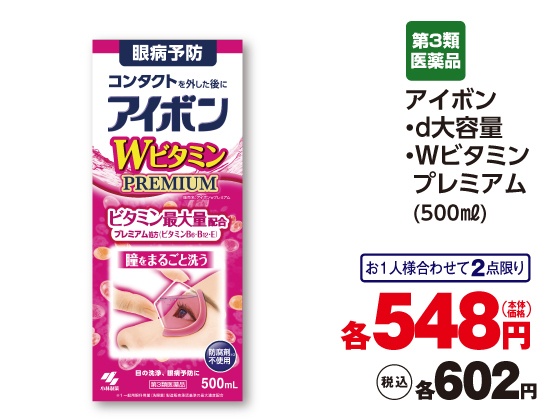 眼病予防
コンタクトを外した後に
アイボン
Wビタミン
PREMIUM
ビタミン最大量配合
プレミアム処方(ビタミンB6・B12・E)
瞳をまるごと洗う
防腐剤
不使用
目の洗浄、眼病予防に
第3類医薬品
500mL
小林製薬
第3類
医薬品
アイボン
・d大容量
・Wビタミン
プレミアム
(500㎖)
お1人様合わせて2点限り
各548円(本体価格)
税込 各602円